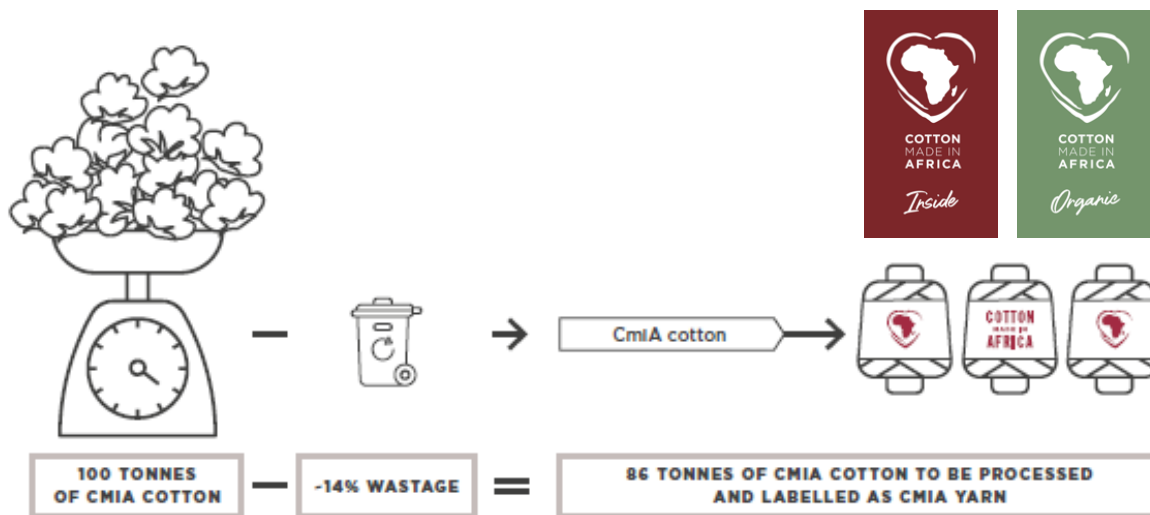 COTTON
MADE IN
AFRICA
Inside
COTTON
MADE IN
AFRICA
Organic
CmiA cotton
COTTON
MADE IN
AFRICA
100 TONNES
OF CMIA COTTON
-14% WASTAGE
86 TONNES OF CMIA COTTON TO BE PROCESSED
AND LABELLED AS CMIA YARN